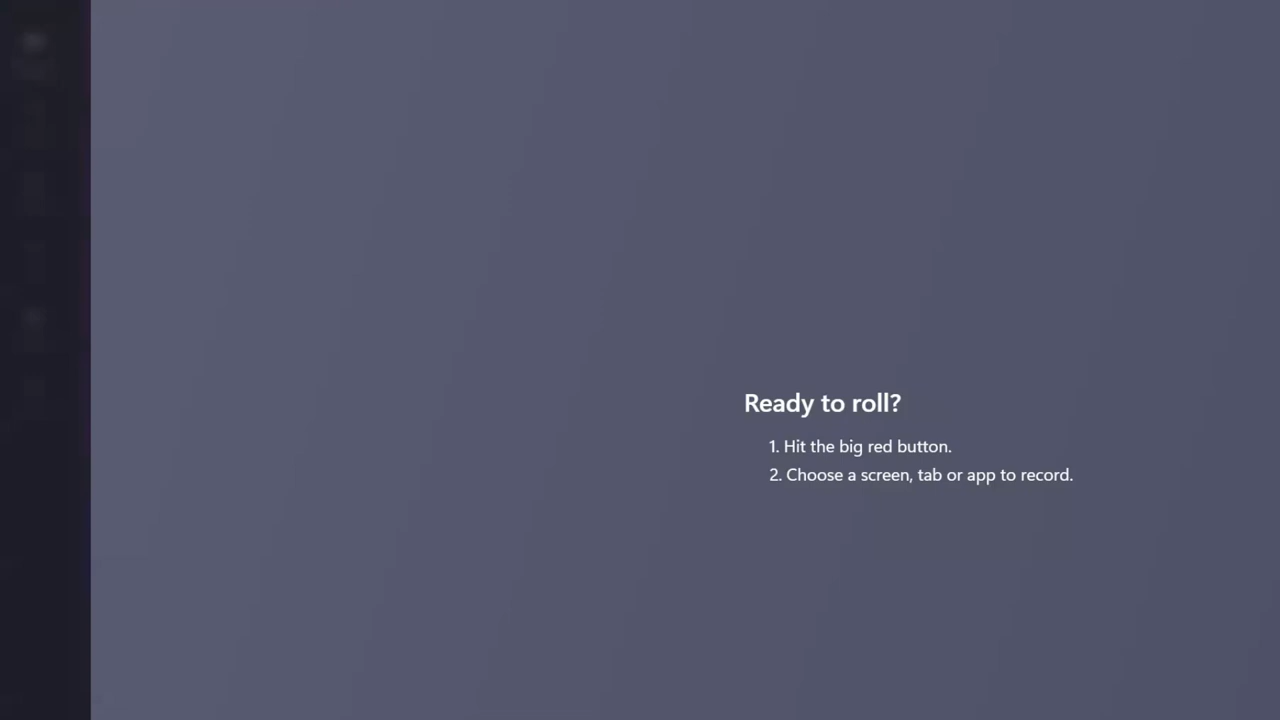 Ready to roll?
1. Hit the big red button.
2. Choose a screen, tab or app to record.